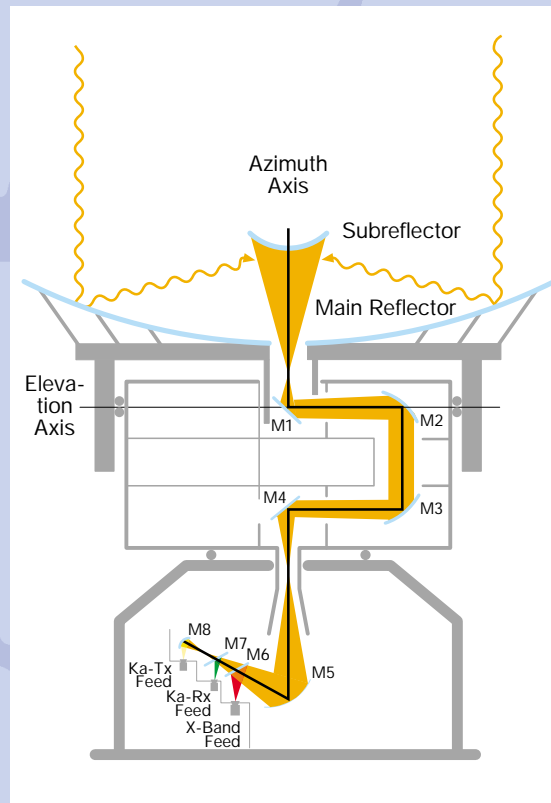 Azimuth
Axis
Subreflector
Main Reflector
Eleva-
tion
Axis
M1
M2
M4
M3
M8
M7
M6
M5
Ka-Tx
Feed
Ka-Rx
Feed
X-Band
Feed